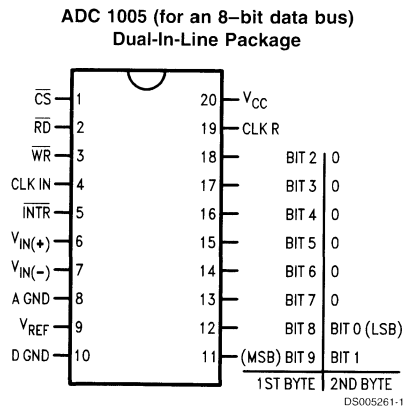 ADC 1005 (for an 8–bit data bus)
Dual-In-Line Package
CS 1 20 VCC
RD 2 19 CLK R
WR 3 18 BIT 2 0
CLK IN 4 17 BIT 3 0
INTR 5 16 BIT 4 0
VIN(+) 6 15 BIT 5 0
VIN(−) 7 14 BIT 6 0
A GND 8 13 BIT 7 0
VREF 9 12 BIT 8 BIT 0 (LSB)
D GND 10 11 (MSB) BIT 9 BIT 1
1ST BYTE 2ND BYTE
DS005261-1